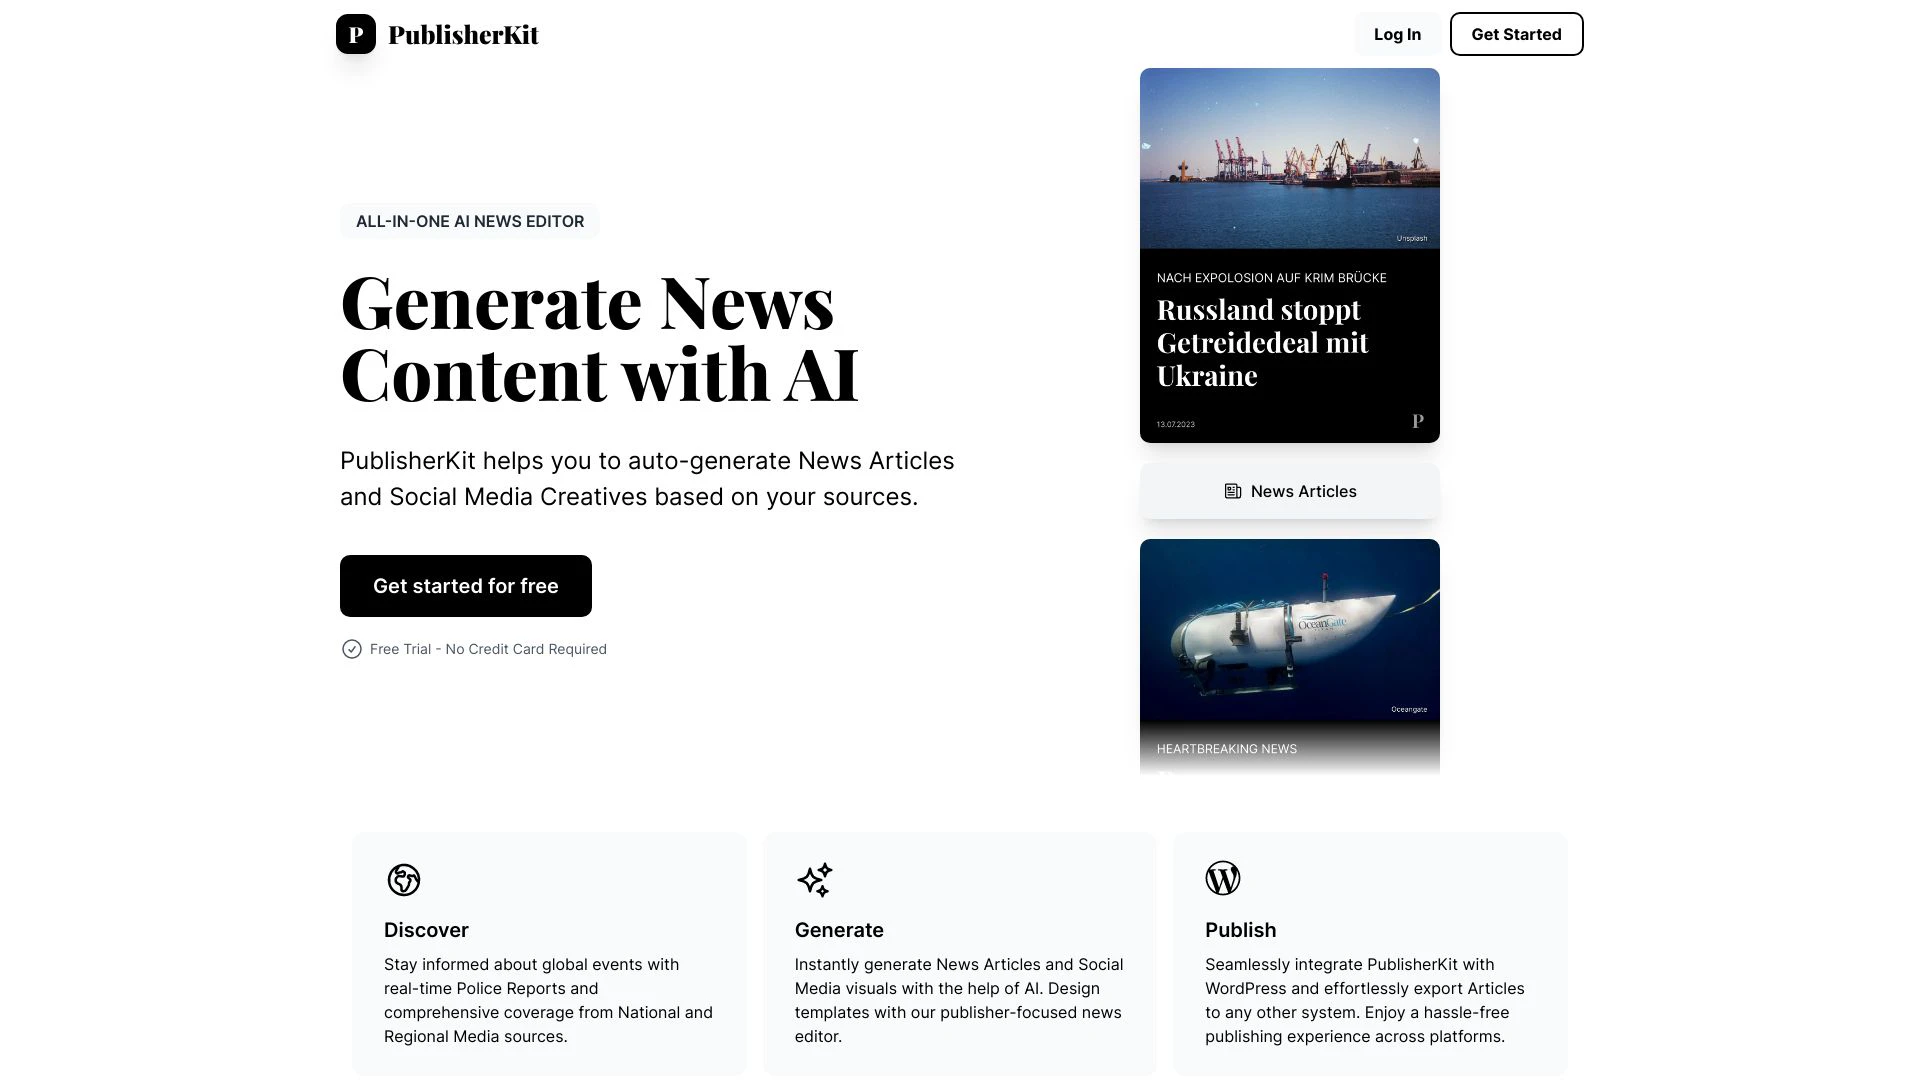 P PublisherKit
Log In
Get Started
ALL-IN-ONE AI NEWS EDITOR
Generate News
Content with AI
PublisherKit helps you to auto-generate News Articles
and Social Media Creatives based on your sources.
Get started for free
Free Trial - No Credit Card Required
Unsplash
NACH EXPOLOSION AUF KRIM BRÜCKE
Russland stoppt
Getreidedeal mit
Ukraine
13.07.2023
P
News Articles
OceanGate
Oceangate
HEARTBREAKING NEWS
Discover
Stay informed about global events with
real-time Police Reports and
comprehensive coverage from National and
Regional Media sources.
Generate
Instantly generate News Articles and Social
Media visuals with the help of AI. Design
templates with our publisher-focused news
editor.
Publish
Seamlessly integrate PublisherKit with
WordPress and effortlessly export Articles
to any other system. Enjoy a hassle-free
publishing experience across platforms.